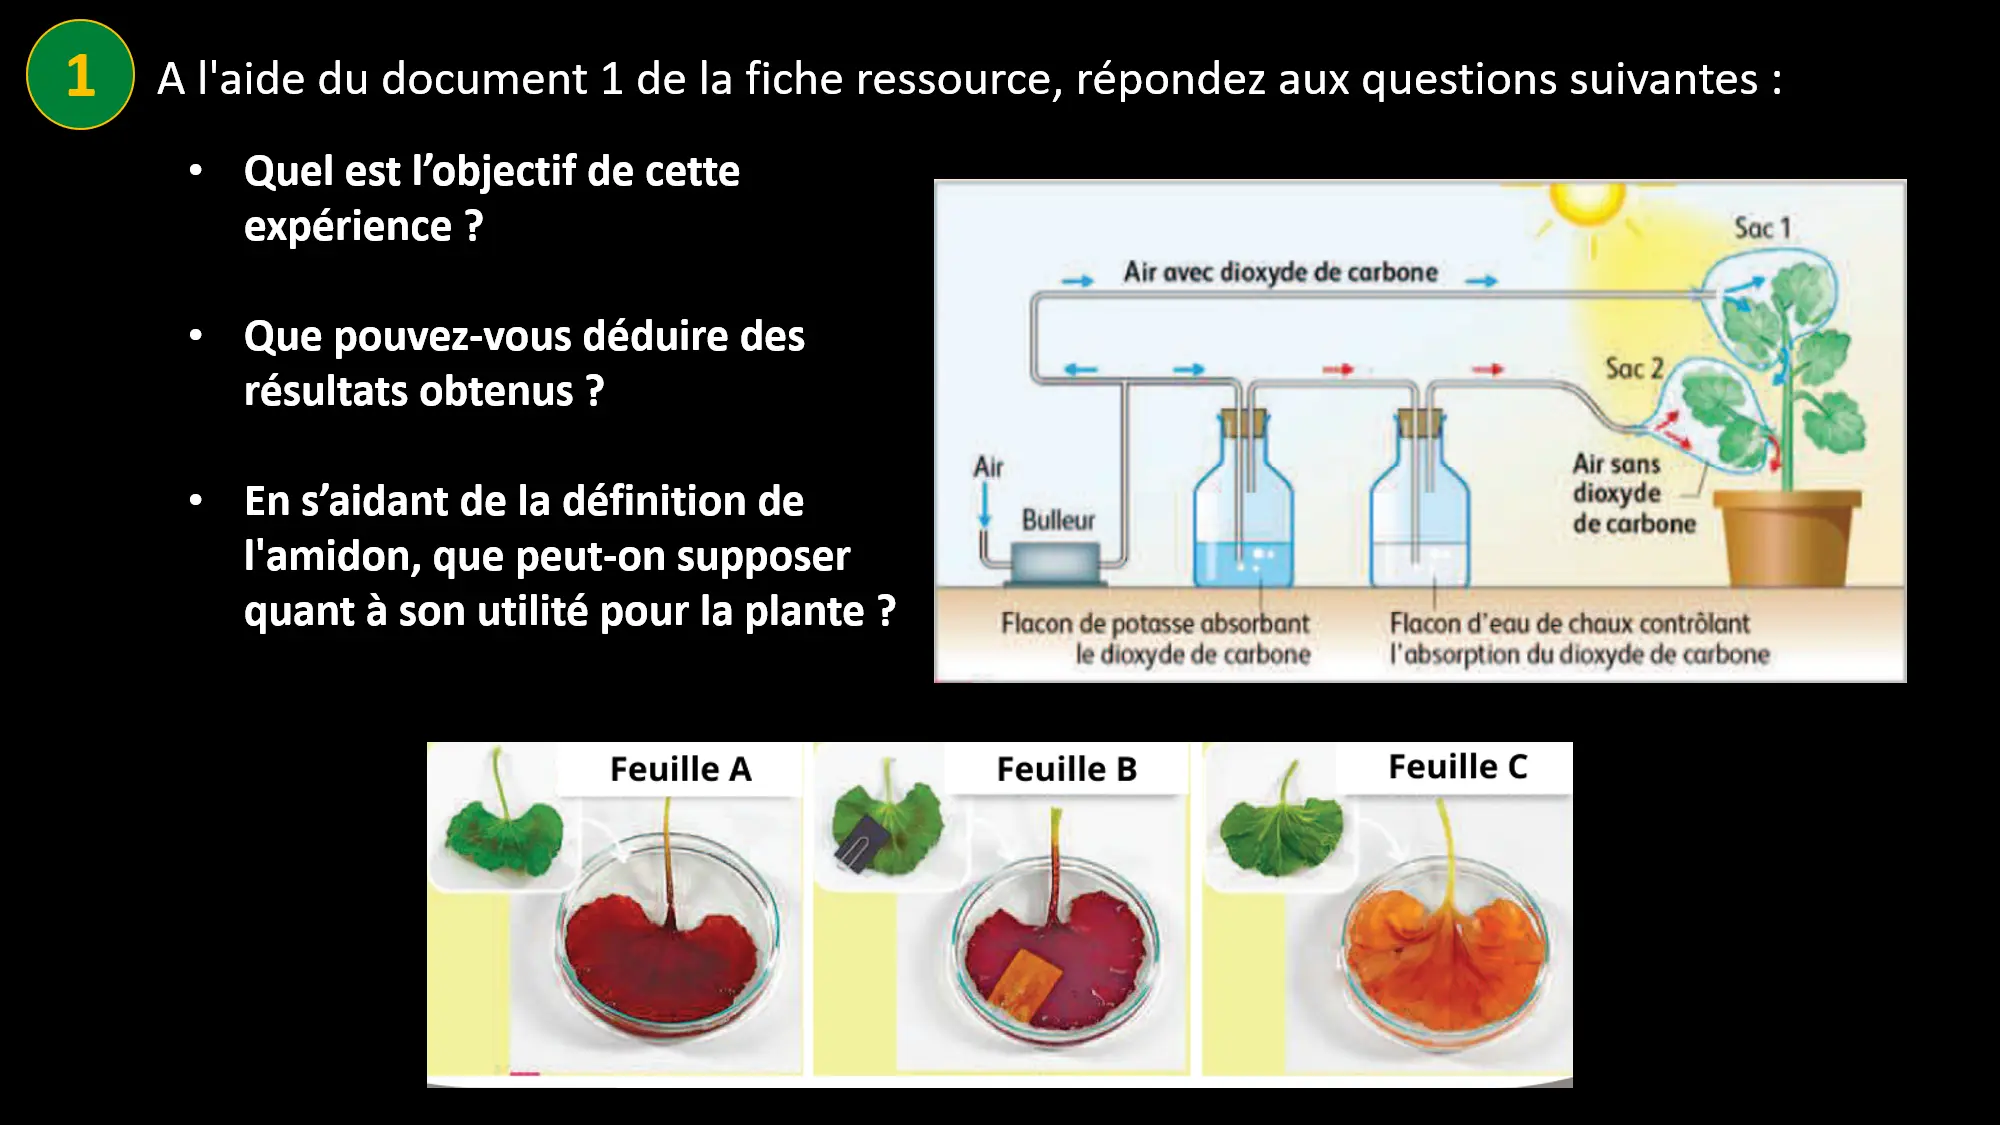 1
A l'aide du document 1 de la fiche ressource, répondez aux questions suivantes :
• Quel est l’objectif de cette
expérience ?
• Que pouvez-vous déduire des
résultats obtenus ?
• En s’aidant de la définition de
l'amidon, que peut-on supposer
quant à son utilité pour la plante ?
Sac 1
Air avec dioxyde de carbone
Sac 2
Air
Bulleur
Air sans
dioxyde
de carbone
Flacon de potasse absorbant
le dioxyde de carbone
Flacon d’eau de chaux contrôlant
l’absorption du dioxyde de carbone
Feuille A
Feuille B
Feuille C